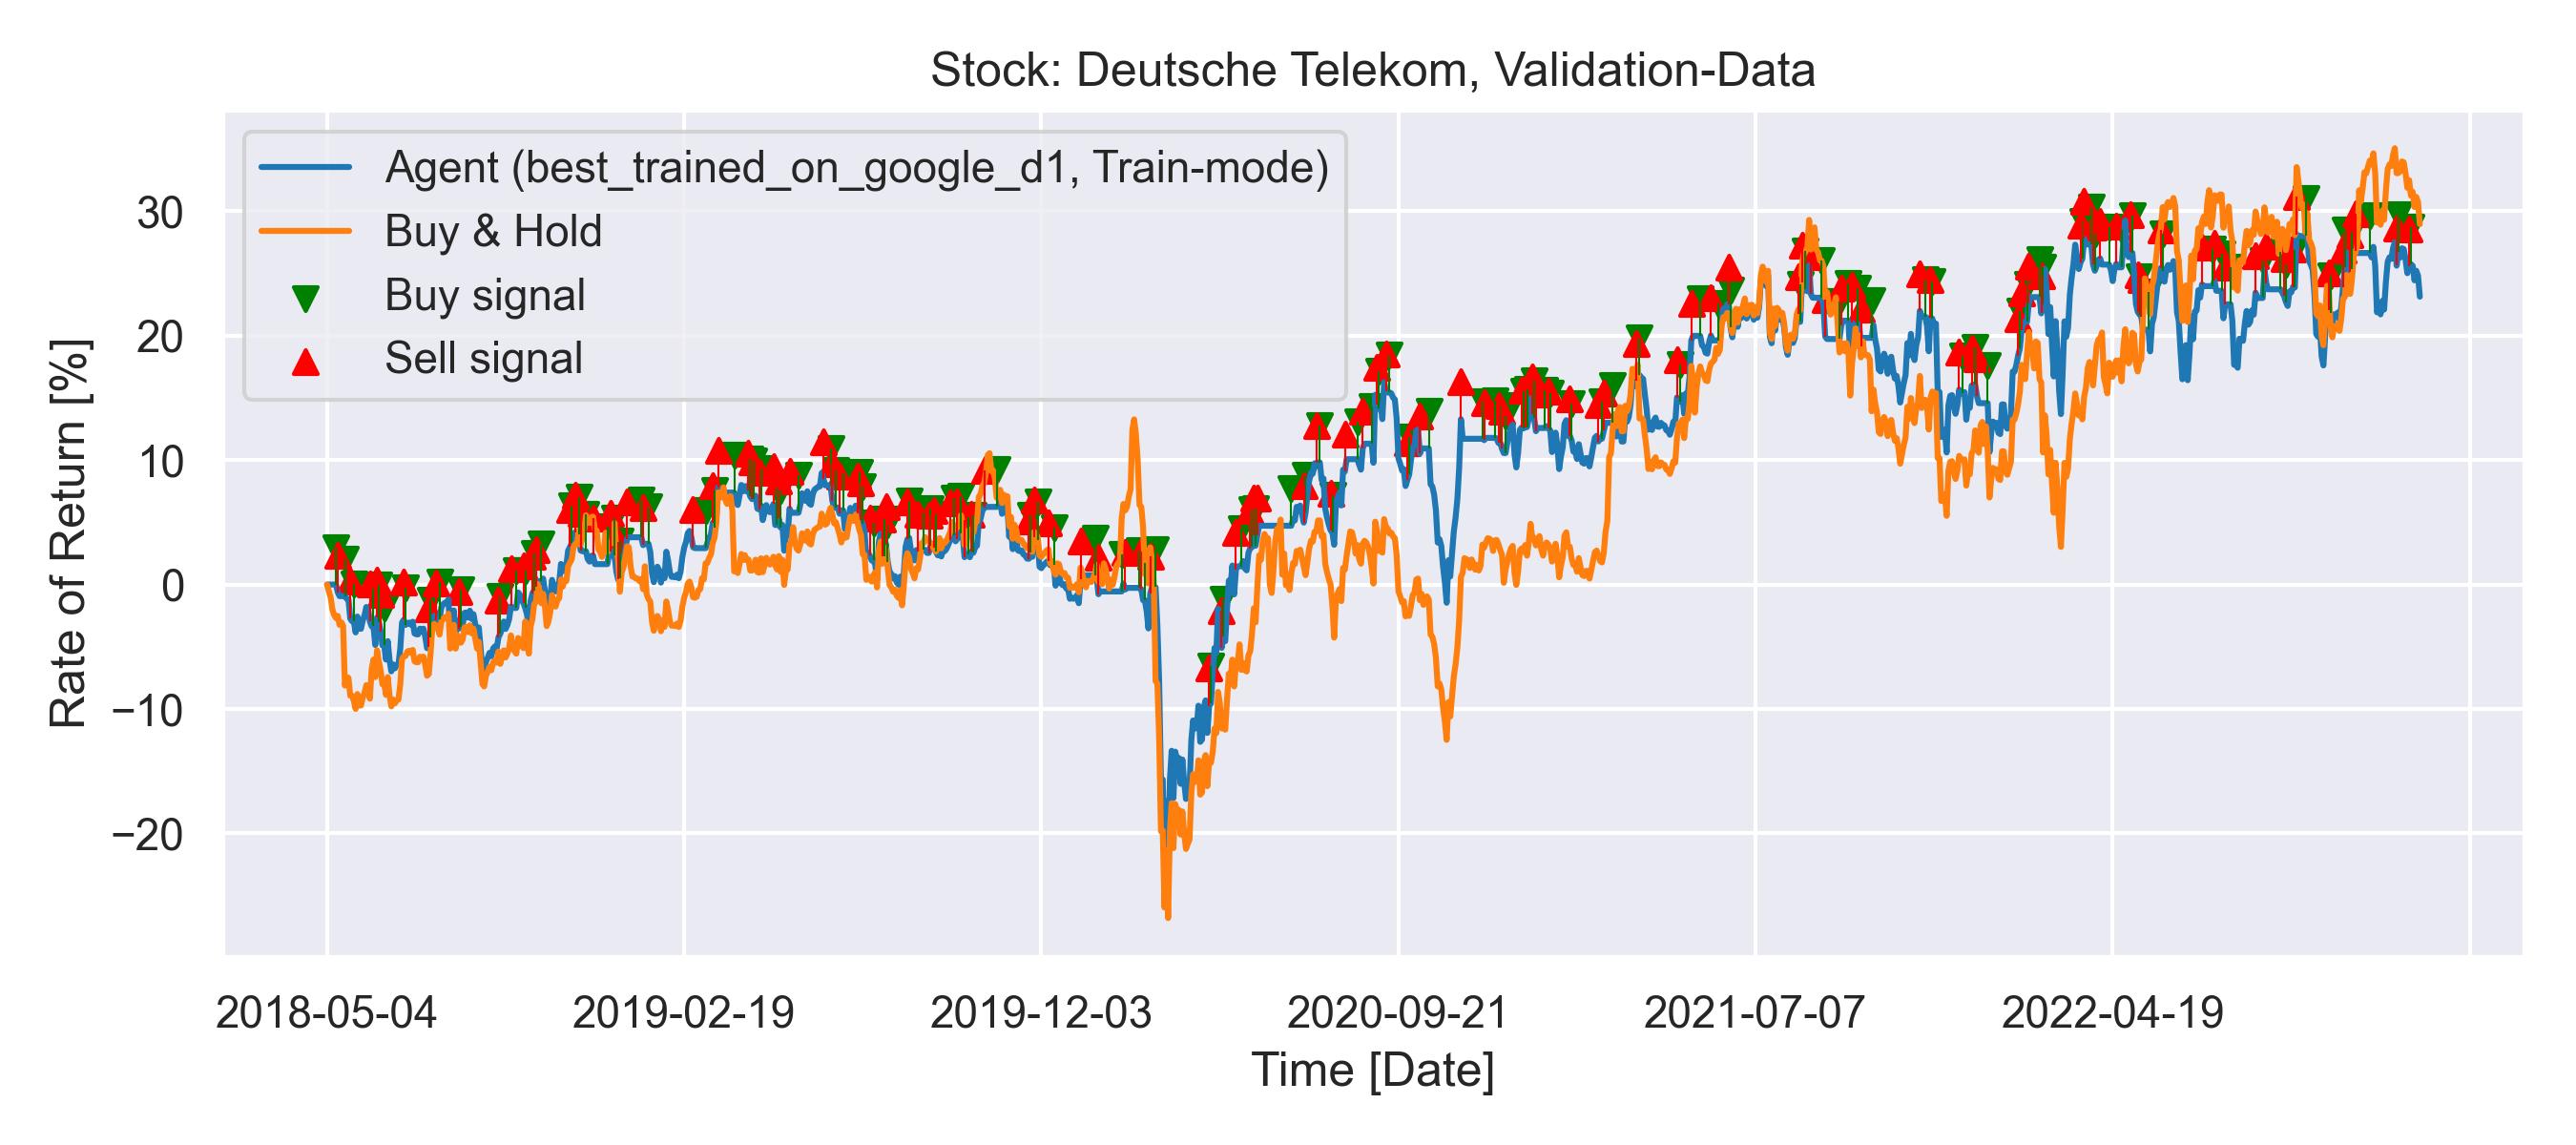 Stock: Deutsche Telekom, Validation-Data
Agent (best_trained_on_google_d1, Train-mode)
Buy & Hold
Buy signal
Sell signal
Rate of Return [%]
30
20
10
0
−10
−20
2018-05-04
2019-02-19
2019-12-03
2020-09-21
2021-07-07
2022-04-19
Time [Date]